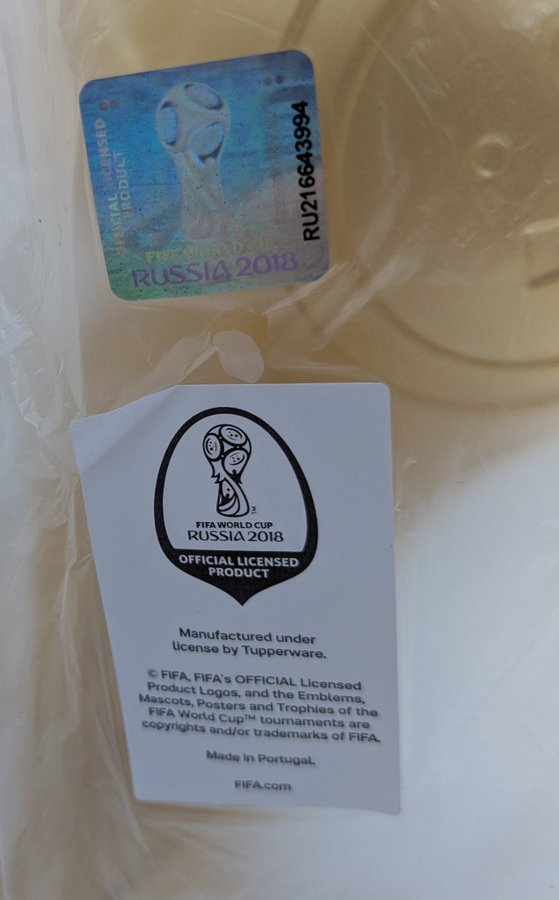 OFFICIAL LICENSED
PRODUCT
RU216643994
RUSSIA 2018
FIFA WORLD CUP
RUSSIA 2018
OFFICIAL LICENSED
PRODUCT
Manufactured under
license by Tupperware.
© FIFA, FIFA's OFFICIAL Licensed
Product Logos, and the Emblems,
Mascots, Posters and Trophies of the
FIFA World Cup™ tournaments are
copyrights and/or trademarks of FIFA.
Made in Portugal.
FIFA.com